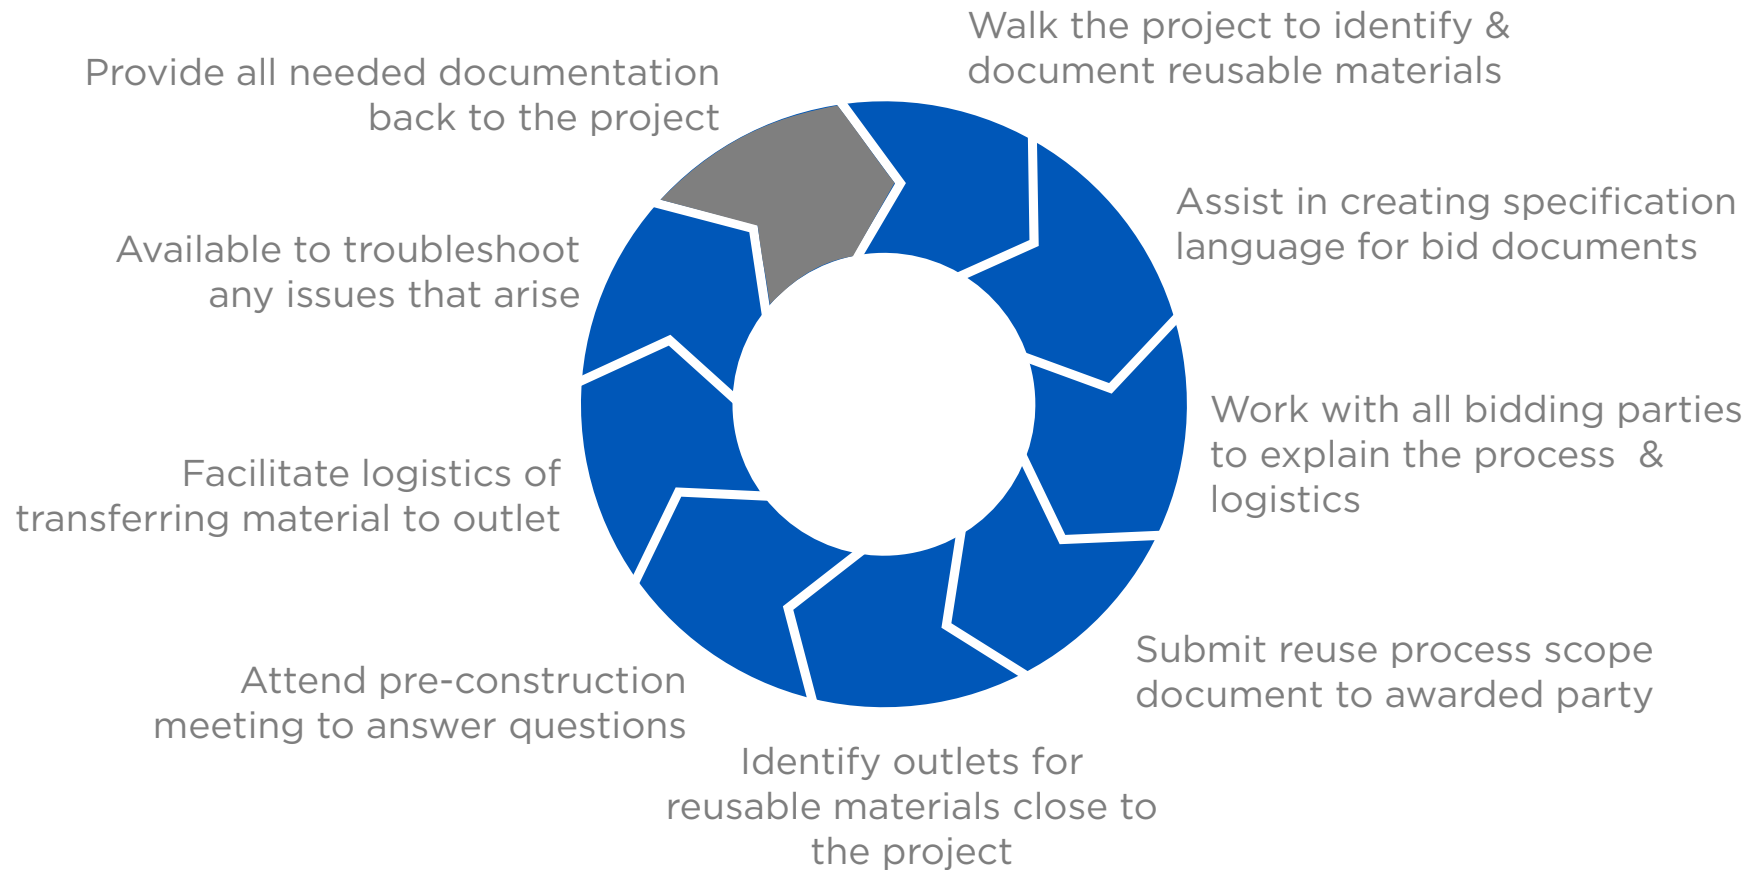 Walk the project to identify &
document reusable materials
Assist in creating specification
language for bid documents
Work with all bidding parties
to explain the process  &
logistics
Submit reuse process scope
document to awarded party
Identify outlets for
reusable materials close to
the project
Attend pre-construction
meeting to answer questions
Facilitate logistics of
transferring material to outlet
Available to troubleshoot
any issues that arise
Provide all needed documentation
back to the project